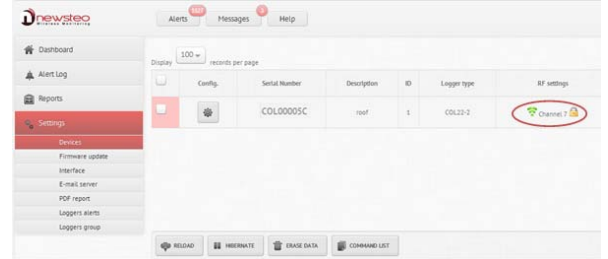 newsteo
Wireless Monitoring
Alerts
Messages
3
Help
Dashboard
Alert Log
Reports
Settings
Devices
Firmware update
Interface
E-mail server
PDF report
Loggers alerts
Loggers group
Display 100 records per page
Config. Serial Number Description ID Logger type RF settings
COL00005C roof 1 COL22-2 Channel 7
RELOAD HIBERNATE ERASE DATA COMMAND LIST